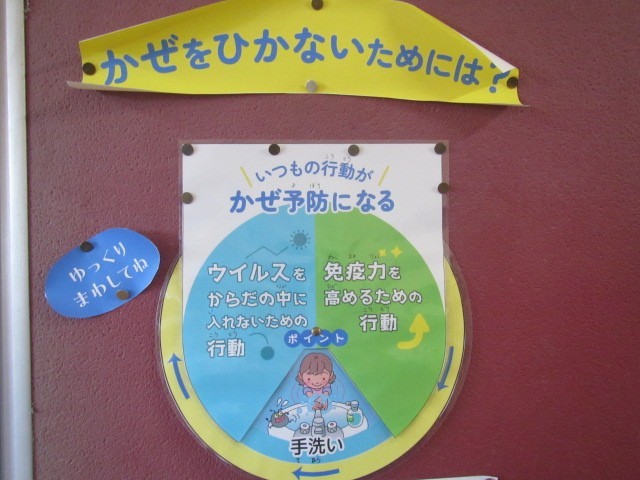 かぜをひかないためには?
いつもの行動が
かぜ予防になる
ゆっくり
まわしてね
ウイルスを
からだの中に
入れないための
行動
免疫力を
高めるための
行動
ポイント
手洗い